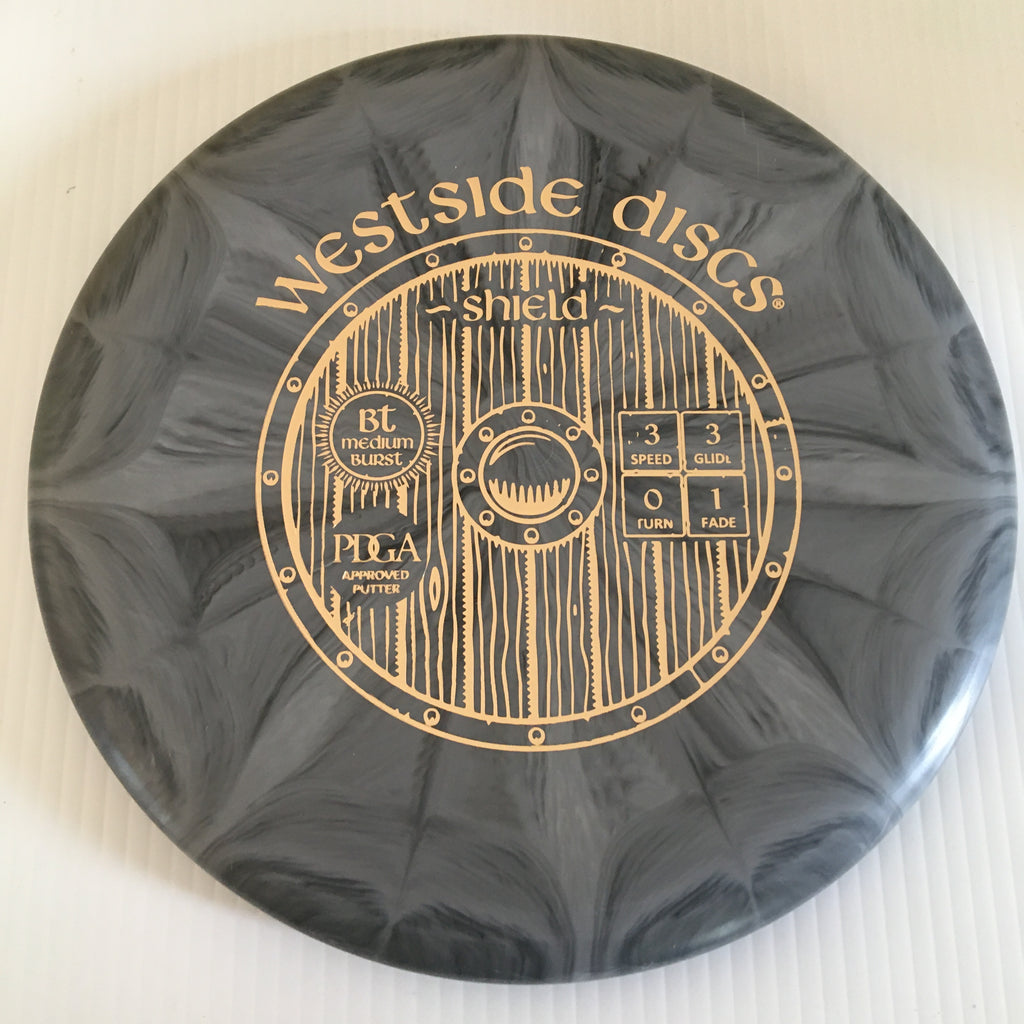 Westside Discs®
~ Shield ~
BT
Medium
Burst
3 3
SPEED GLIDE
0 1
TURN FADE
PDGA
APPROVED
PUTTER